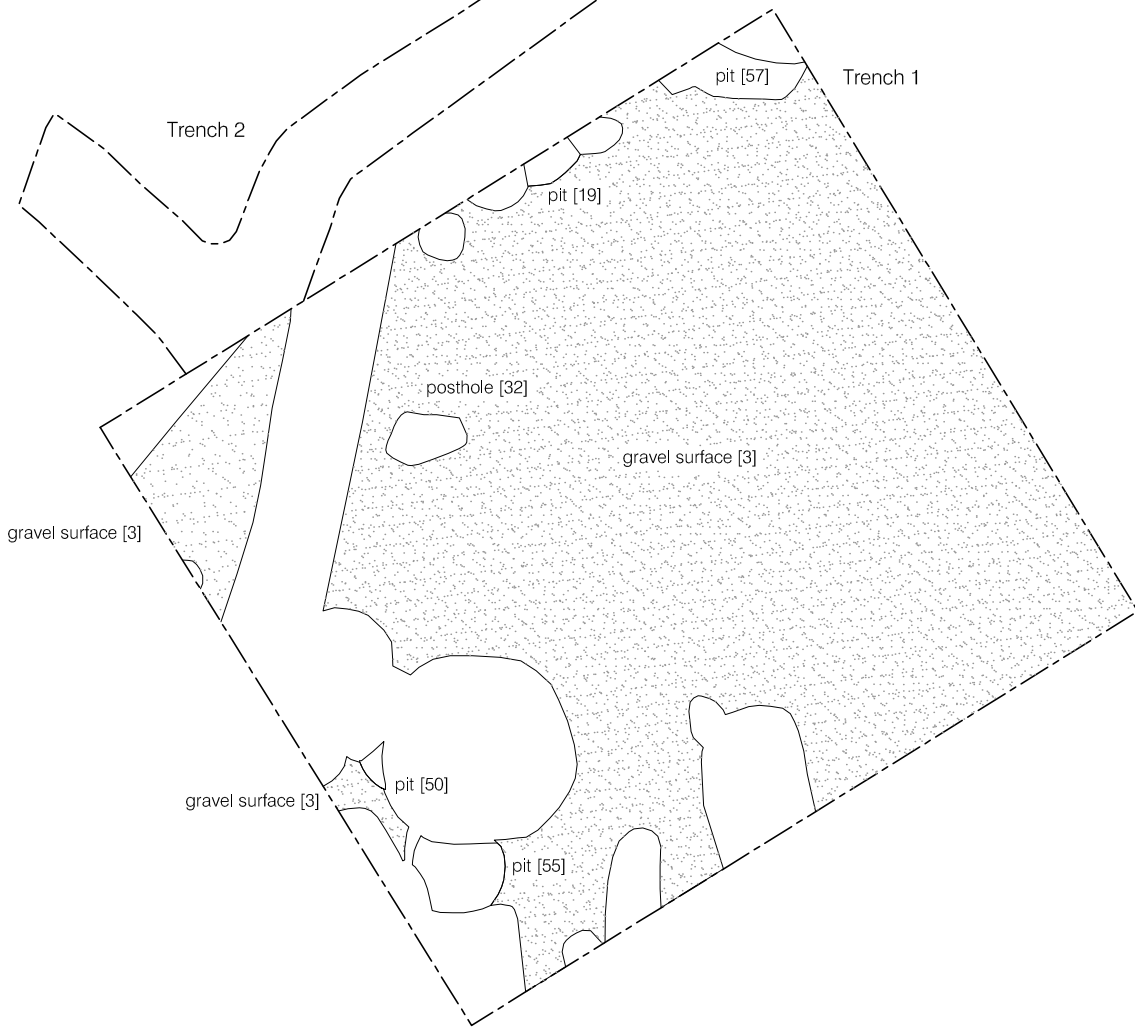 pit [57]
Trench 1
Trench 2
pit [19]
posthole [32]
gravel surface [3]
gravel surface [3]
pit [50]
gravel surface [3]
pit [55]